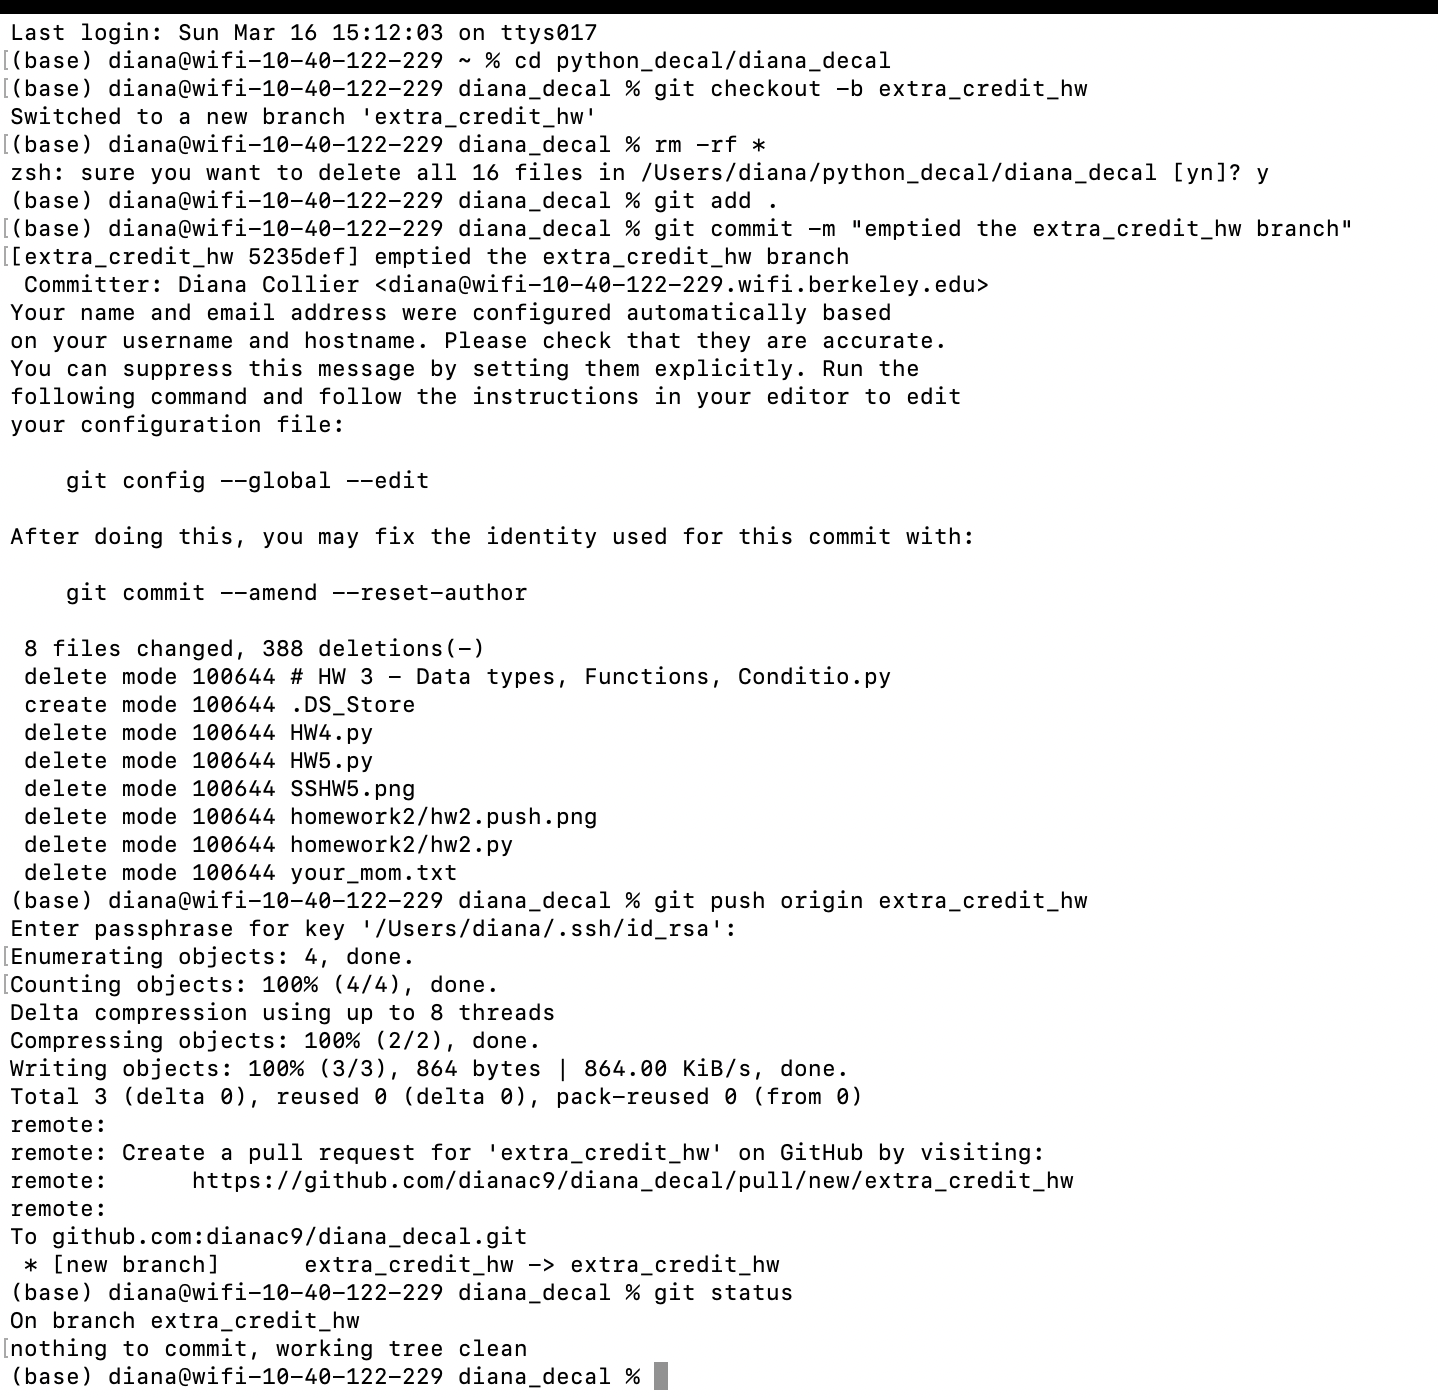 Last login: Sun Mar 16 15:12:03 on ttys017
[(base) diana@wifi-10-40-122-229 ~ % cd python_decal/diana_decal
[(base) diana@wifi-10-40-122-229 diana_decal % git checkout -b extra_credit_hw
Switched to a new branch 'extra_credit_hw'
[(base) diana@wifi-10-40-122-229 diana_decal % rm -rf *
zsh: sure you want to delete all 16 files in /Users/diana/python_decal/diana_decal [yn]? y
(base) diana@wifi-10-40-122-229 diana_decal % git add .
[(base) diana@wifi-10-40-122-229 diana_decal % git commit -m "emptied the extra_credit_hw branch"
[[extra_credit_hw 5235def] emptied the extra_credit_hw branch
 Committer: Diana Collier <diana@wifi-10-40-122-229.wifi.berkeley.edu>
Your name and email address were configured automatically based
on your username and hostname. Please check that they are accurate.
You can suppress this message by setting them explicitly. Run the
following command and follow the instructions in your editor to edit
your configuration file:

    git config --global --edit

After doing this, you may fix the identity used for this commit with:

    git commit --amend --reset-author

 8 files changed, 388 deletions(-)
 delete mode 100644 # HW 3 - Data types, Functions, Conditio.py
 create mode 100644 .DS_Store
 delete mode 100644 HW4.py
 delete mode 100644 HW5.py
 delete mode 100644 SSHW5.png
 delete mode 100644 homework2/hw2.push.png
 delete mode 100644 homework2/hw2.py
 delete mode 100644 your_mom.txt
(base) diana@wifi-10-40-122-229 diana_decal % git push origin extra_credit_hw
Enter passphrase for key '/Users/diana/.ssh/id_rsa':
[Enumerating objects: 4, done.
[Counting objects: 100% (4/4), done.
Delta compression using up to 8 threads
Compressing objects: 100% (2/2), done.
Writing objects: 100% (3/3), 864 bytes | 864.00 KiB/s, done.
Total 3 (delta 0), reused 0 (delta 0), pack-reused 0 (from 0)
remote:
remote: Create a pull request for 'extra_credit_hw' on GitHub by visiting:
remote:      https://github.com/dianac9/diana_decal/pull/new/extra_credit_hw
remote:
To github.com:dianac9/diana_decal.git
 * [new branch]      extra_credit_hw -> extra_credit_hw
(base) diana@wifi-10-40-122-229 diana_decal % git status
On branch extra_credit_hw
[nothing to commit, working tree clean
(base) diana@wifi-10-40-122-229 diana_decal %